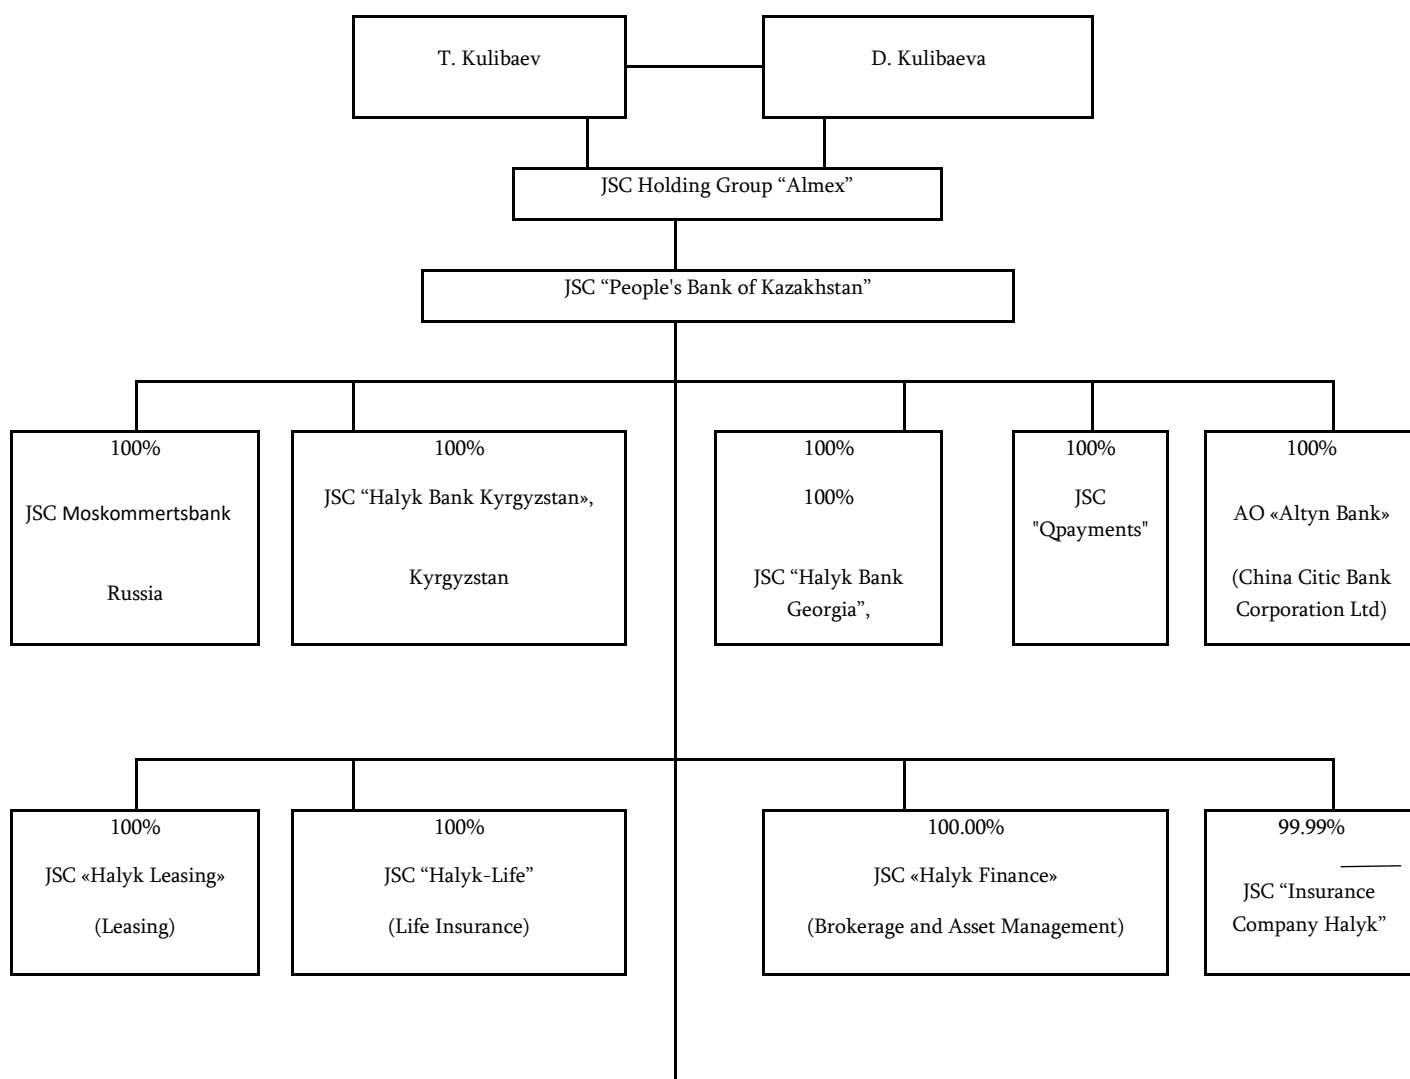 T. Kulibaev
D. Kulibaeva
JSC Holding Group “Almex”
JSC “People's Bank of Kazakhstan”
100%
JSC Moskommertsbank
Russia
100%
JSC “Halyk Bank Kyrgyzstan»,
Kyrgyzstan
100%
100%
JSC “Halyk Bank
Georgia”,
100%
JSC
"Qpayments"
100%
AO «Altyn Bank»
(China Citic Bank
Corporation Ltd)
100%
JSC «Halyk Leasing»
(Leasing)
100%
JSC “Halyk-Life”
(Life Insurance)
100.00%
JSC «Halyk Finance»
(Brokerage and Asset Management)
99.99%
JSC “Insurance
Company Halyk”